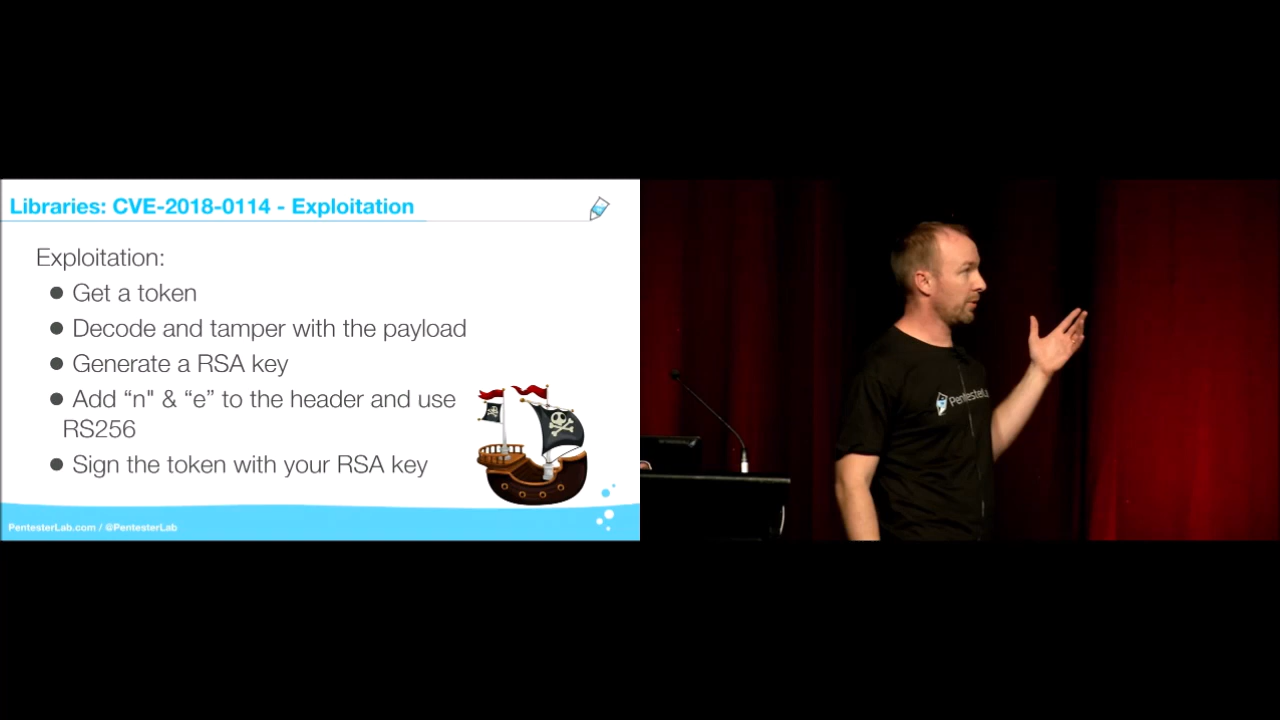 Libraries: CVE-2018-0114 - Exploitation
Exploitation:
● Get a token
● Decode and tamper with the payload
● Generate a RSA key
● Add “n" & “e” to the header and use
RS256
● Sign the token with your RSA key
PentesterLab.com / @PentesterLab